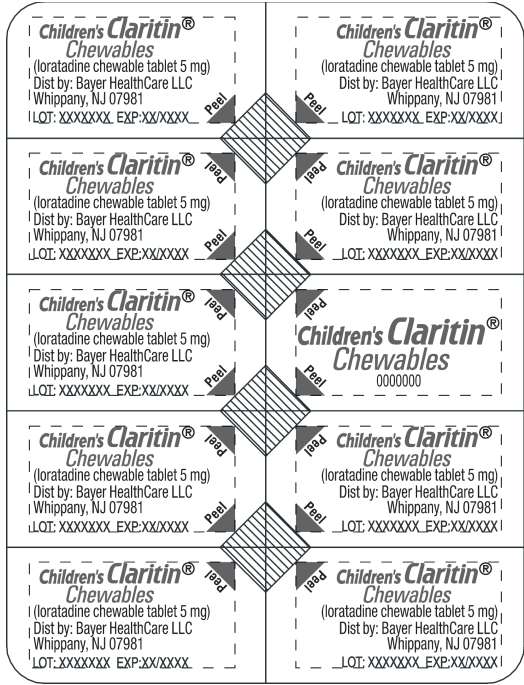 Children's Claritin®
Chewables
(loratadine chewable tablet 5 mg)
Dist by: Bayer HealthCare LLC
Whippany, NJ 07981
LOT: XXXXXXX EXP:XX/XXXX
Peel
Children's Claritin®
Chewables
(loratadine chewable tablet 5 mg)
Dist by: Bayer HealthCare LLC
Whippany, NJ 07981
LOT: XXXXXXX EXP:XX/XXXX
Peel
Children's Claritin®
Chewables
(loratadine chewable tablet 5 mg)
Dist by: Bayer HealthCare LLC
Whippany, NJ 07981
LOT: XXXXXXX EXP:XX/XXXX
Peel
Peel
Children's Claritin®
Chewables
(loratadine chewable tablet 5 mg)
Dist by: Bayer HealthCare LLC
Whippany, NJ 07981
LOT: XXXXXXX EXP:XX/XXXX
Peel
Peel
Children's Claritin®
Chewables
(loratadine chewable tablet 5 mg)
Dist by: Bayer HealthCare LLC
Whippany, NJ 07981
LOT: XXXXXXX EXP:XX/XXXX
Peel
Peel
Children's Claritin®
Chewables
0000000
Peel
Peel
Children's Claritin®
Chewables
(loratadine chewable tablet 5 mg)
Dist by: Bayer HealthCare LLC
Whippany, NJ 07981
LOT: XXXXXXX EXP:XX/XXXX
Peel
Peel
Children's Claritin®
Chewables
(loratadine chewable tablet 5 mg)
Dist by: Bayer HealthCare LLC
Whippany, NJ 07981
LOT: XXXXXXX EXP:XX/XXXX
Peel
Peel
Children's Claritin®
Chewables
(loratadine chewable tablet 5 mg)
Dist by: Bayer HealthCare LLC
Whippany, NJ 07981
LOT: XXXXXXX EXP:XX/XXXX
Peel
Children's Claritin®
Chewables
(loratadine chewable tablet 5 mg)
Dist by: Bayer HealthCare LLC
Whippany, NJ 07981
LOT: XXXXXXX EXP:XX/XXXX
Peel